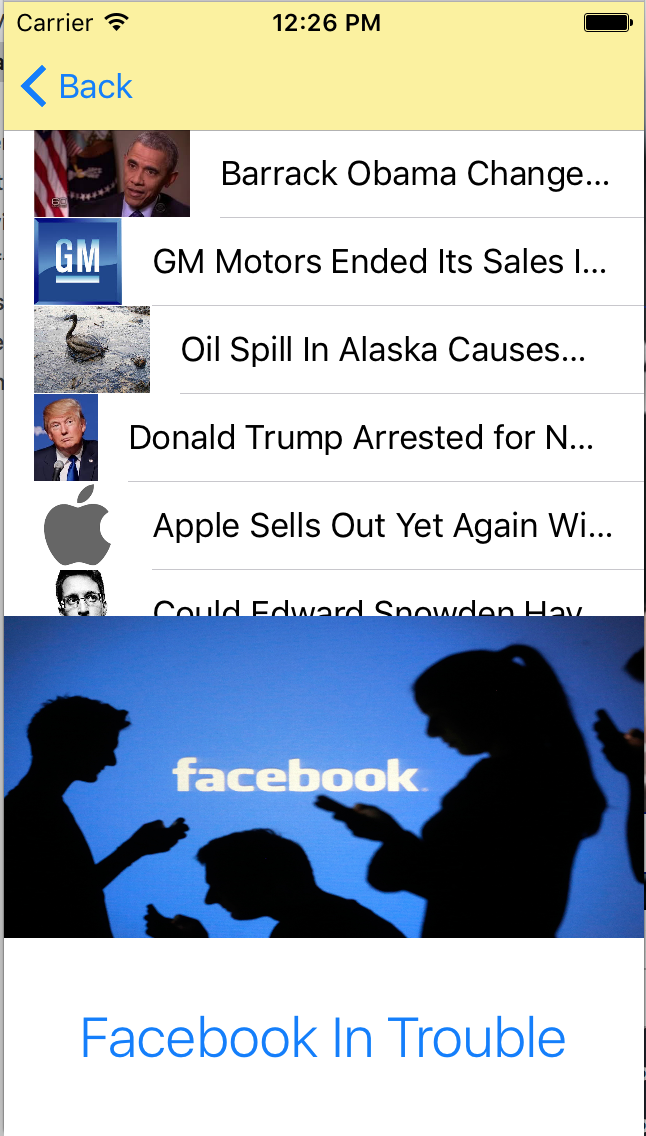 Carrier 12:26 PM
Back
Barrack Obama Change...
60
GM
GM Motors Ended Its Sales I...
Oil Spill In Alaska Causes...
Donald Trump Arrested for N...
Apple Sells Out Yet Again Wi...
Could Edward Snowden Hav
facebook.
Facebook In Trouble